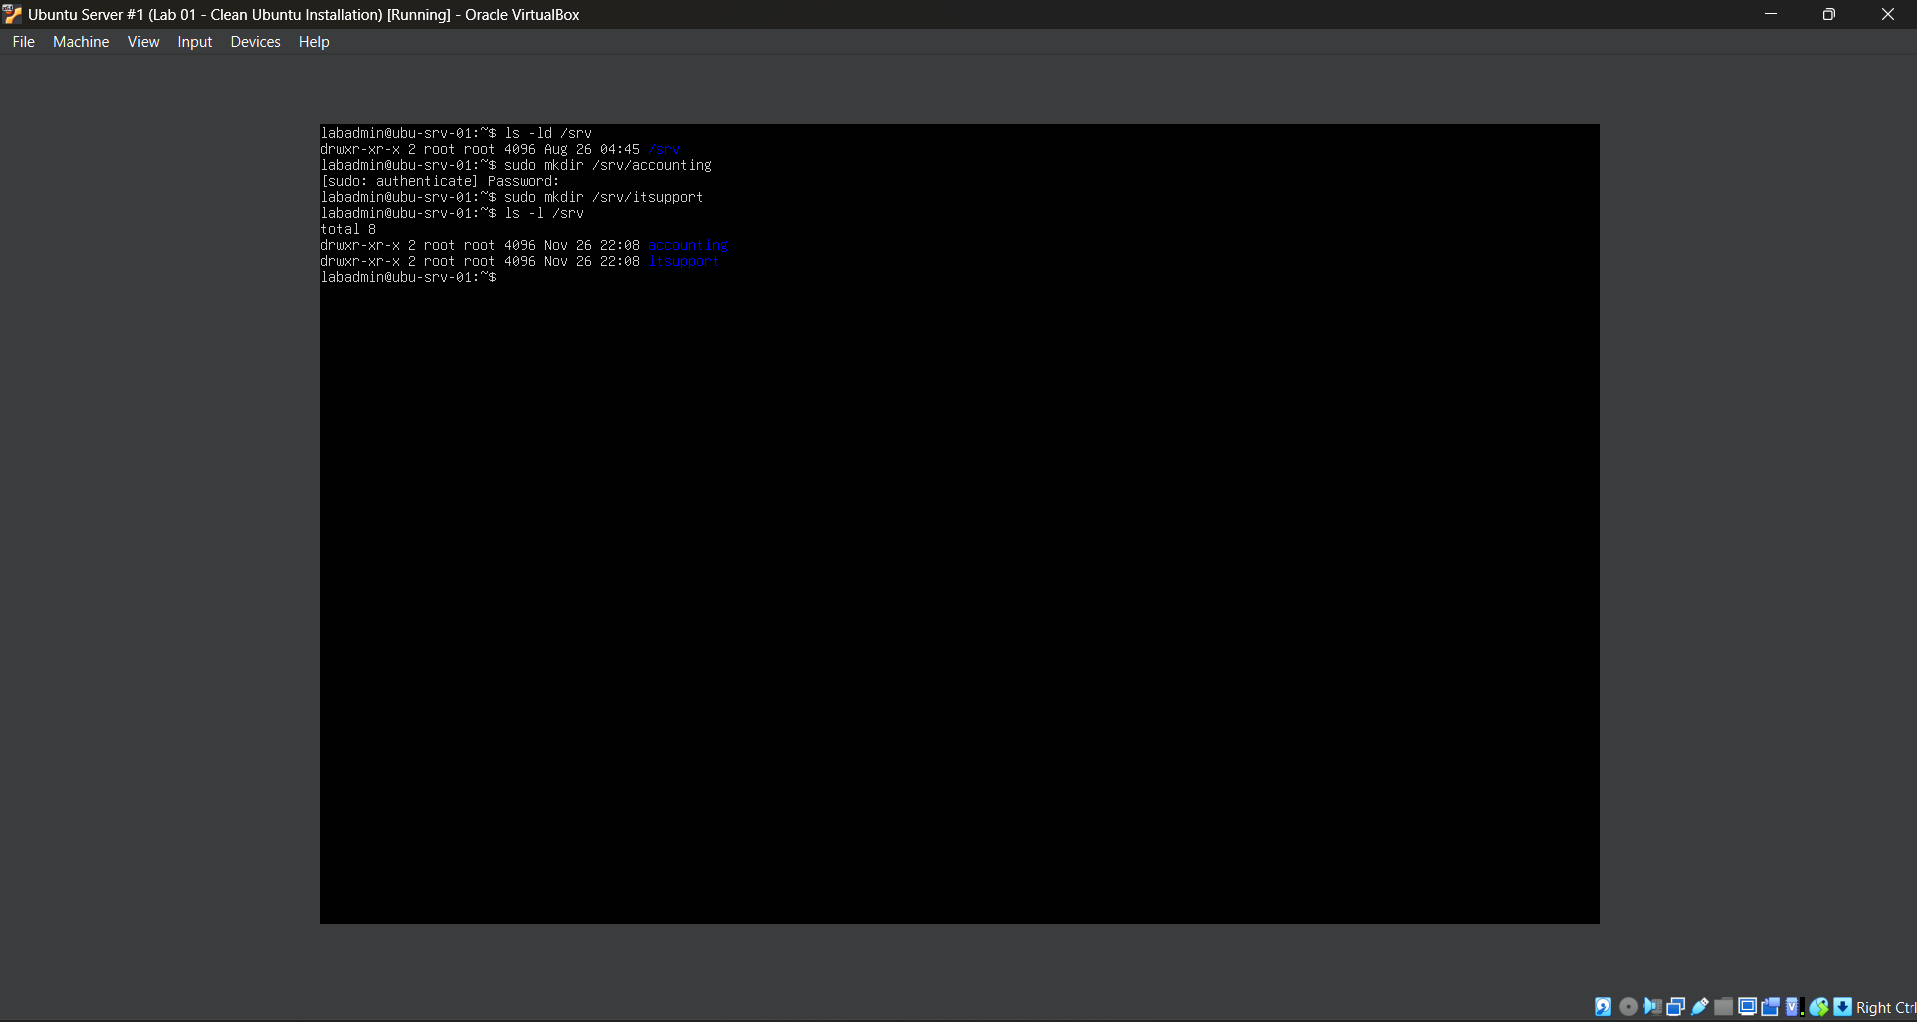 Ubuntu Server #1 (Lab 01 - Clean Ubuntu Installation) [Running] - Oracle VirtualBox
File Machine View Input Devices Help
labadmin@ubu-srv-01:~$ ls -ld /srv
drwxr-xr-x 2 root root 4096 Aug 26 04:45 /srv
labadmin@ubu-srv-01:~$ sudo mkdir /srv/accounting
[sudo: authenticate] Password:
labadmin@ubu-srv-01:~$ sudo mkdir /srv/itsupport
labadmin@ubu-srv-01:~$ ls -l /srv
total 8
drwxr-xr-x 2 root root 4096 Nov 26 22:08 accounting
drwxr-xr-x 2 root root 4096 Nov 26 22:08 itsupport
labadmin@ubu-srv-01:~$
Right Ctrl